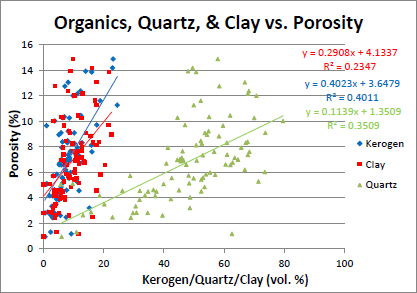 Organics, Quartz, & Clay vs. Porosity
y = 0.2908x + 4.1337
R² = 0.2347
y = 0.4023x + 3.6479
R² = 0.4011
y = 0.1139x + 1.3509
R² = 0.3509
Kerogen
Clay
Quartz
Porosity (%)
16
14
12
10
8
6
4
2
0
0
20
40
60
80
100
Kerogen/Quartz/Clay (vol. %)